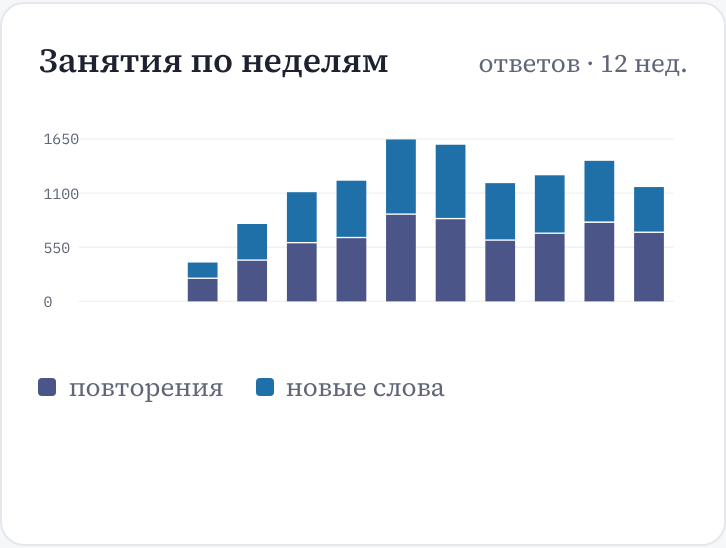 Занятия по неделям
ответов · 12 нед.
1650
1100
550
0
повторения
новые слова